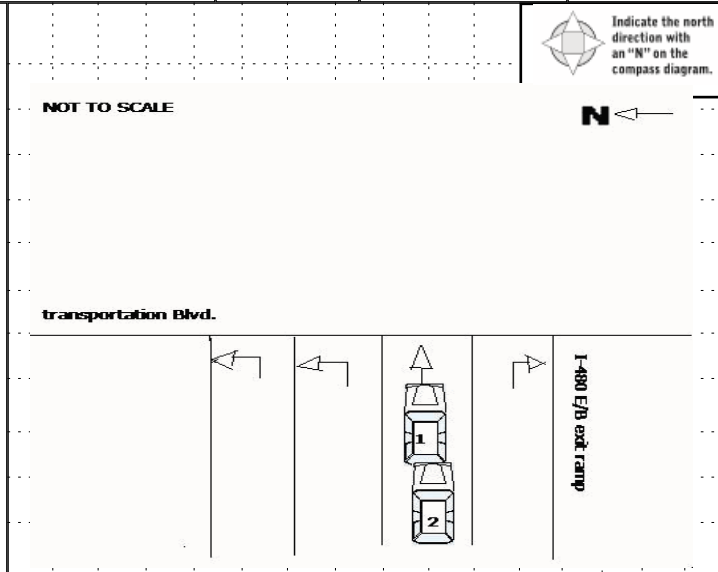 Indicate the north
direction with
an “N” on the
compass diagram.
NOT TO SCALE
N
transportation Blvd.
I-480 E/B exit ramp
1
2